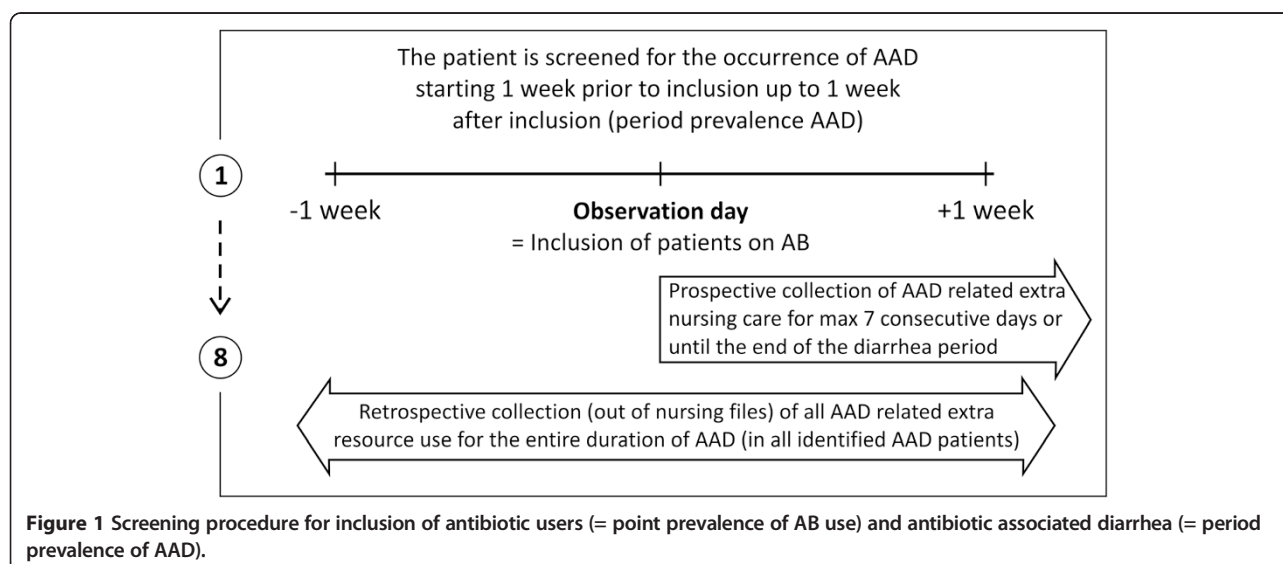 The patient is screened for the occurrence of AAD
starting 1 week prior to inclusion up to 1 week
after inclusion (period prevalence AAD)
1
-1 week
Observation day
+1 week
= Inclusion of patients on AB
Prospective collection of AAD related extra
nursing care for max 7 consecutive days or
until the end of the diarrhea period
8
Retrospective collection (out of nursing files) of all AAD related extra
resource use for the entire duration of AAD (in all identified AAD patients)
Figure 1 Screening procedure for inclusion of antibiotic users (= point prevalence of AB use) and antibiotic associated diarrhea (= period
prevalence of AAD).